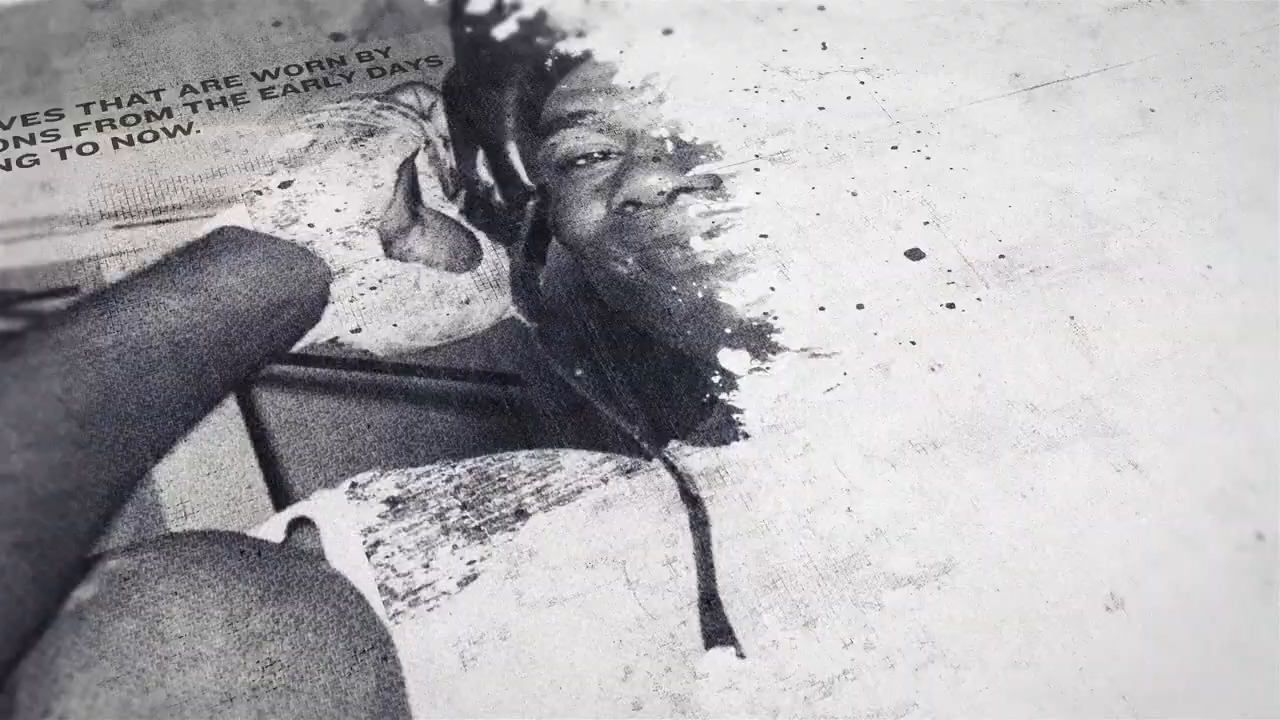 VES THAT ARE WORN BY
ONS FROM THE EARLY DAYS
NG TO NOW.